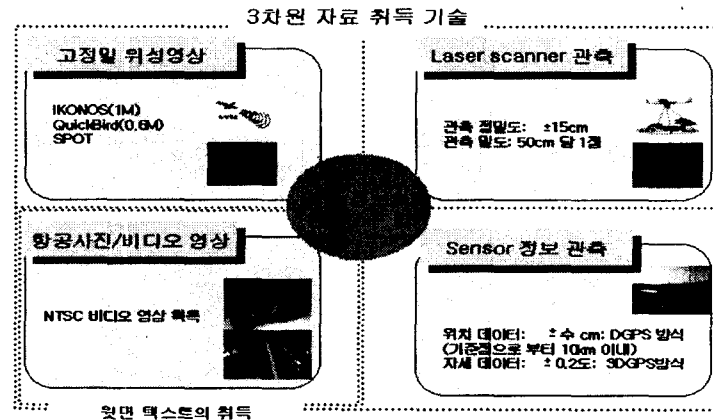 3차원 자료 취득 기술
고정밀 위성영상
IKONOS(1M)
QuickBird(0.6M)
SPOT
Laser scanner 관측
관측 정밀도: ±15cm
관측 밀도: 50cm 당 1점
항공사진/비디오 영상
NTSC 비디오 영상 획득
Sensor 정보 관측
위치 데이터: ± 수 cm: DGPS 방식
(기준점으로 부터 10km 이내)
자세 데이터: ± 0.2도: 3DGPS방식
윗면 텍스트의 취득